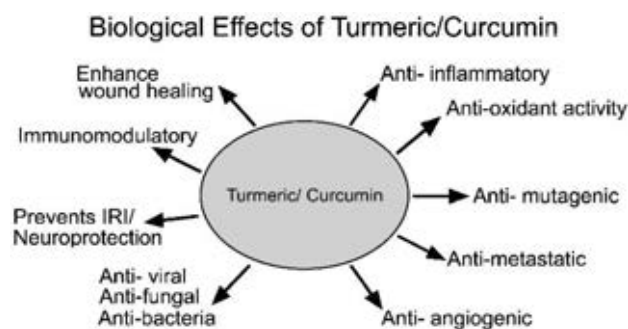 Biological Effects of Turmeric/Curcumin
Enhance
wound healing
Anti- inflammatory
Anti-oxidant activity
Immunomodulatory
Turmeric/ Curcumin
Anti- mutagenic
Prevents IRI/
Neuroprotection
Anti-metastatic
Anti- viral
Anti-fungal
Anti-bacteria
Anti- angiogenic